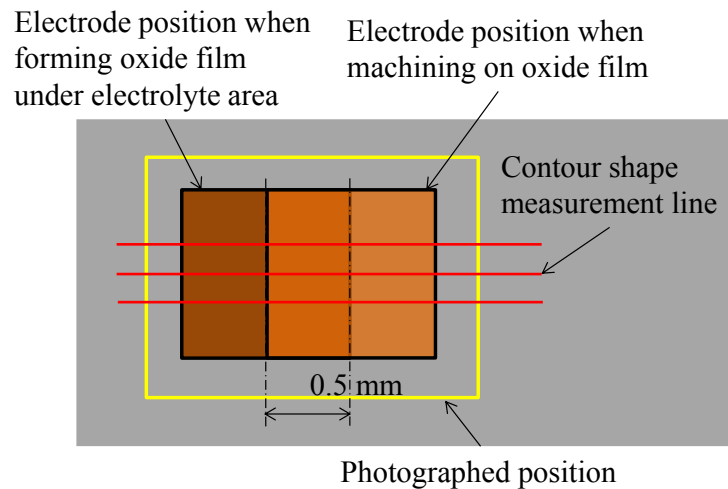 Electrode position when
forming oxide film
under electrolyte area
Electrode position when
machining on oxide film
Contour shape
measurement line
0.5 mm
Photographed position